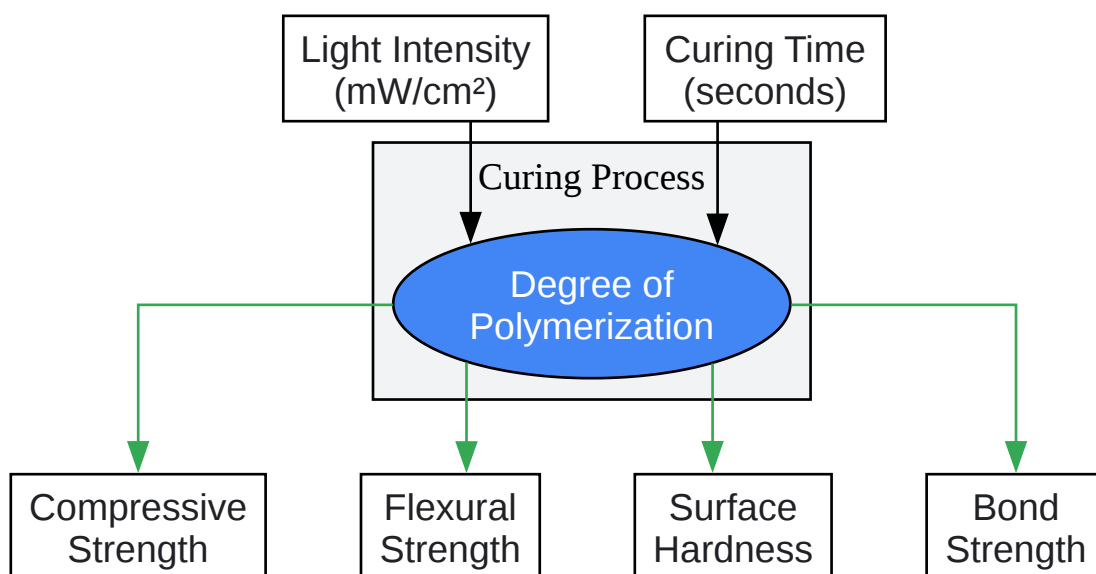 Light Intensity
(mW/cm²)
Curing Time
(seconds)
Curing Process
Degree of
Polymerization
Compressive
Strength
Flexural
Strength
Surface
Hardness
Bond
Strength